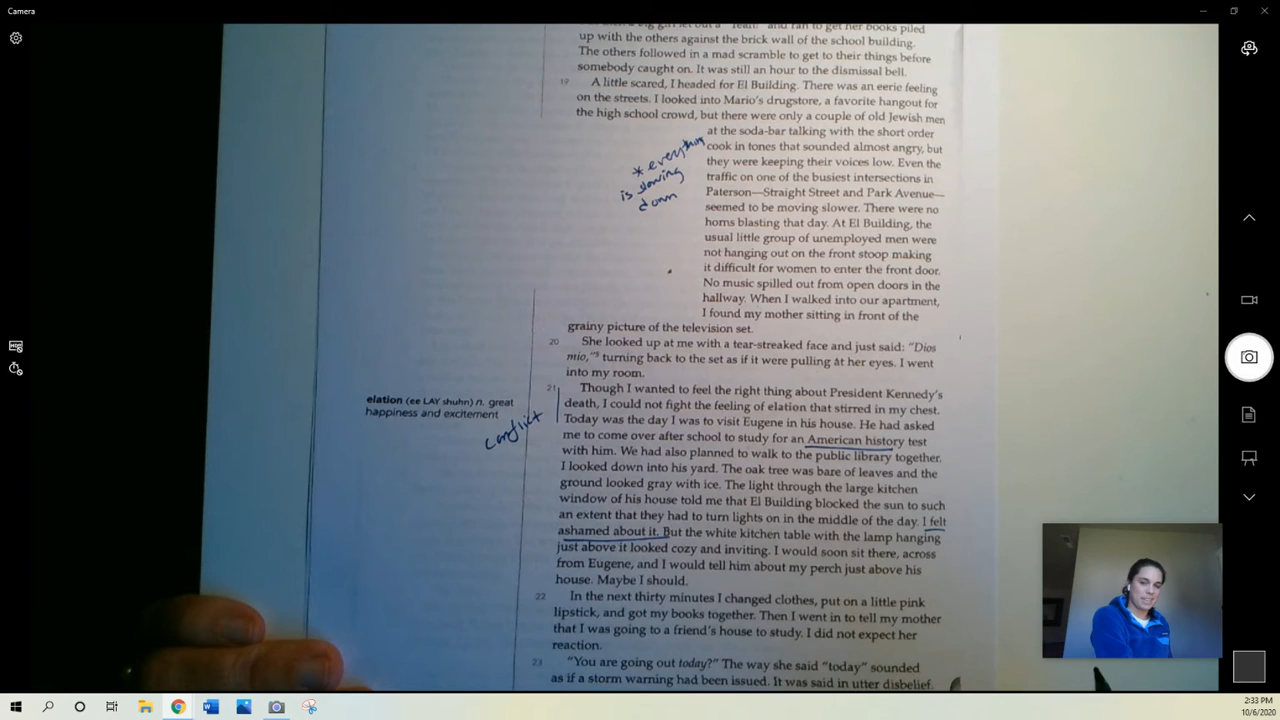 Camera
up with the others against the brick wall of the school building.
The others followed in a mad scramble to get to their things before
somebody caught on. It was still an hour to the dismissal bell.
19 A little scared, I headed for El Building. There was an eerie feeling
on the streets. I looked into Mario's drugstore, a favorite hangout for
the high school crowd, but there were only a couple of old Jewish men
at the soda-bar talking with the short order
cook in tones that sounded almost angry, but
they were keeping their voices low. Even the
traffic on one of the busiest intersections in
Paterson—Straight Street and Park Avenue—
seemed to be moving slower. There were no
horns blasting that day. At El Building, the
usual little group of unemployed men were
not hanging out on the front stoop making
it difficult for women to enter the front door.
No music spilled out from open doors in the
hallway. When I walked into our apartment,
I found my mother sitting in front of the
grainy picture of the television set.
* everything
is slowing
down
20 She looked up at me with a tear-streaked face and just said: "Dios
mio,"5 turning back to the set as if it were pulling at her eyes. I went
into my room.
21 Though I wanted to feel the right thing about President Kennedy's
death, I could not fight the feeling of elation that stirred in my chest.
Today was the day I was to visit Eugene in his house. He had asked
me to come over after school to study for an American history test
with him. We had also planned to walk to the public library together.
I looked down into his yard. The oak tree was bare of leaves and the
ground looked gray with ice. The light through the large kitchen
window of his house told me that El Building blocked the sun to such
an extent that they had to turn lights on in the middle of the day. I felt
ashamed about it. But the white kitchen table with the lamp hanging
just above it looked cozy and inviting. I would soon sit there, across
from Eugene, and I would tell him about my perch just above his
house. Maybe I should.
elation (ee LAY shuhn) n. great
happiness and excitement
conflict
22 In the next thirty minutes I changed clothes, put on a little pink
lipstick, and got my books together. Then I went in to tell my mother
that I was going to a friend's house to study. I did not expect her
reaction.
23 "You are going out today?" The way she said "today" sounded
as if a storm warning had been issued. It was said in utter disbelief.
2:33 PM
10/6/2020